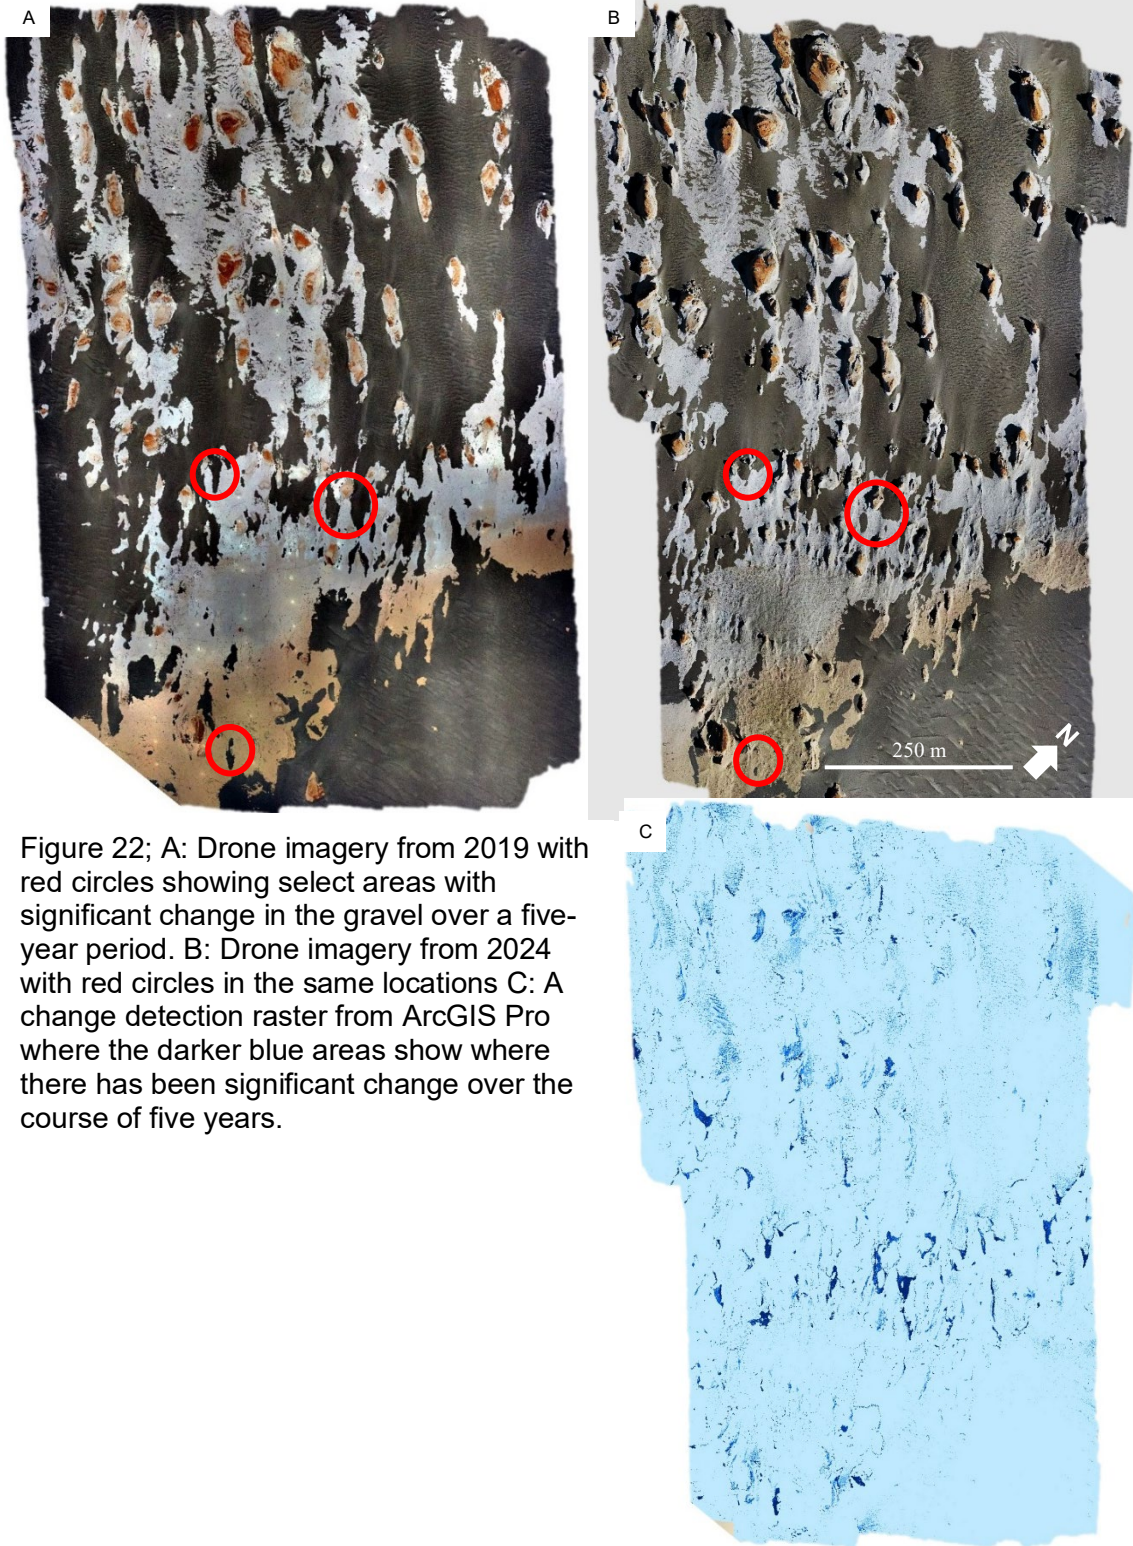 A
B
N
250 m
C
Figure 22; A: Drone imagery from 2019 with
red circles showing select areas with
significant change in the gravel over a five-
year period. B: Drone imagery from 2024
with red circles in the same locations C: A
change detection raster from ArcGIS Pro
where the darker blue areas show where
there has been significant change over the
course of five years.